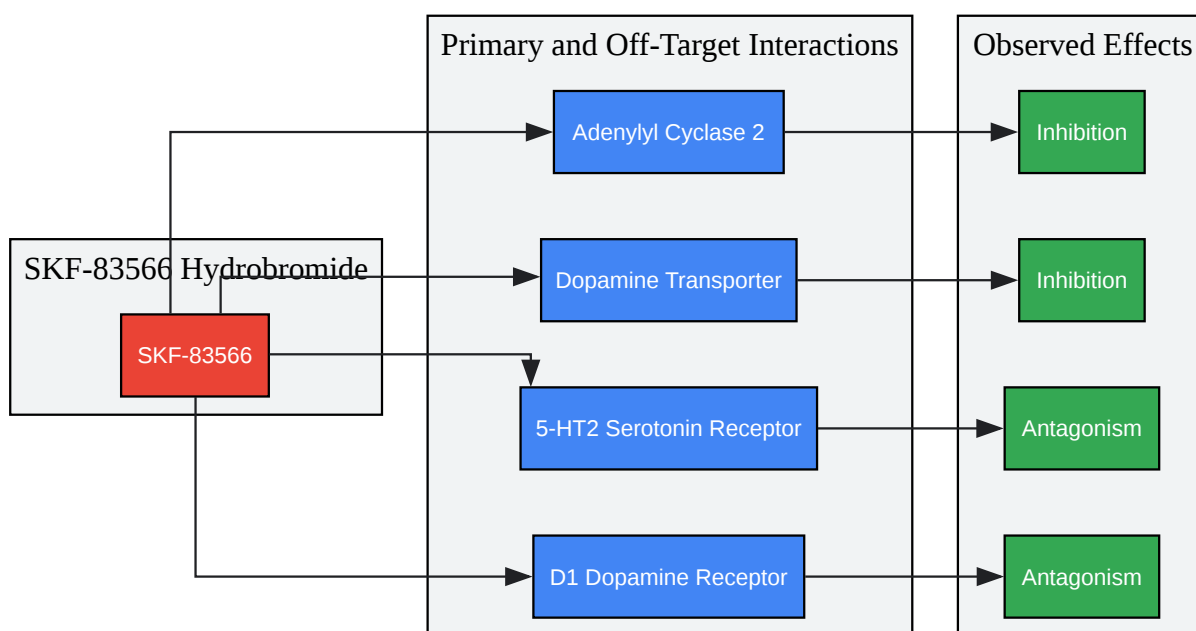 Primary and Off-Target Interactions
Observed Effects
Adenylyl Cyclase 2
Inhibition
SKF-83566 Hydrobromide
Dopamine Transporter
Inhibition
SKF-83566
5-HT2 Serotonin Receptor
Antagonism
D1 Dopamine Receptor
Antagonism